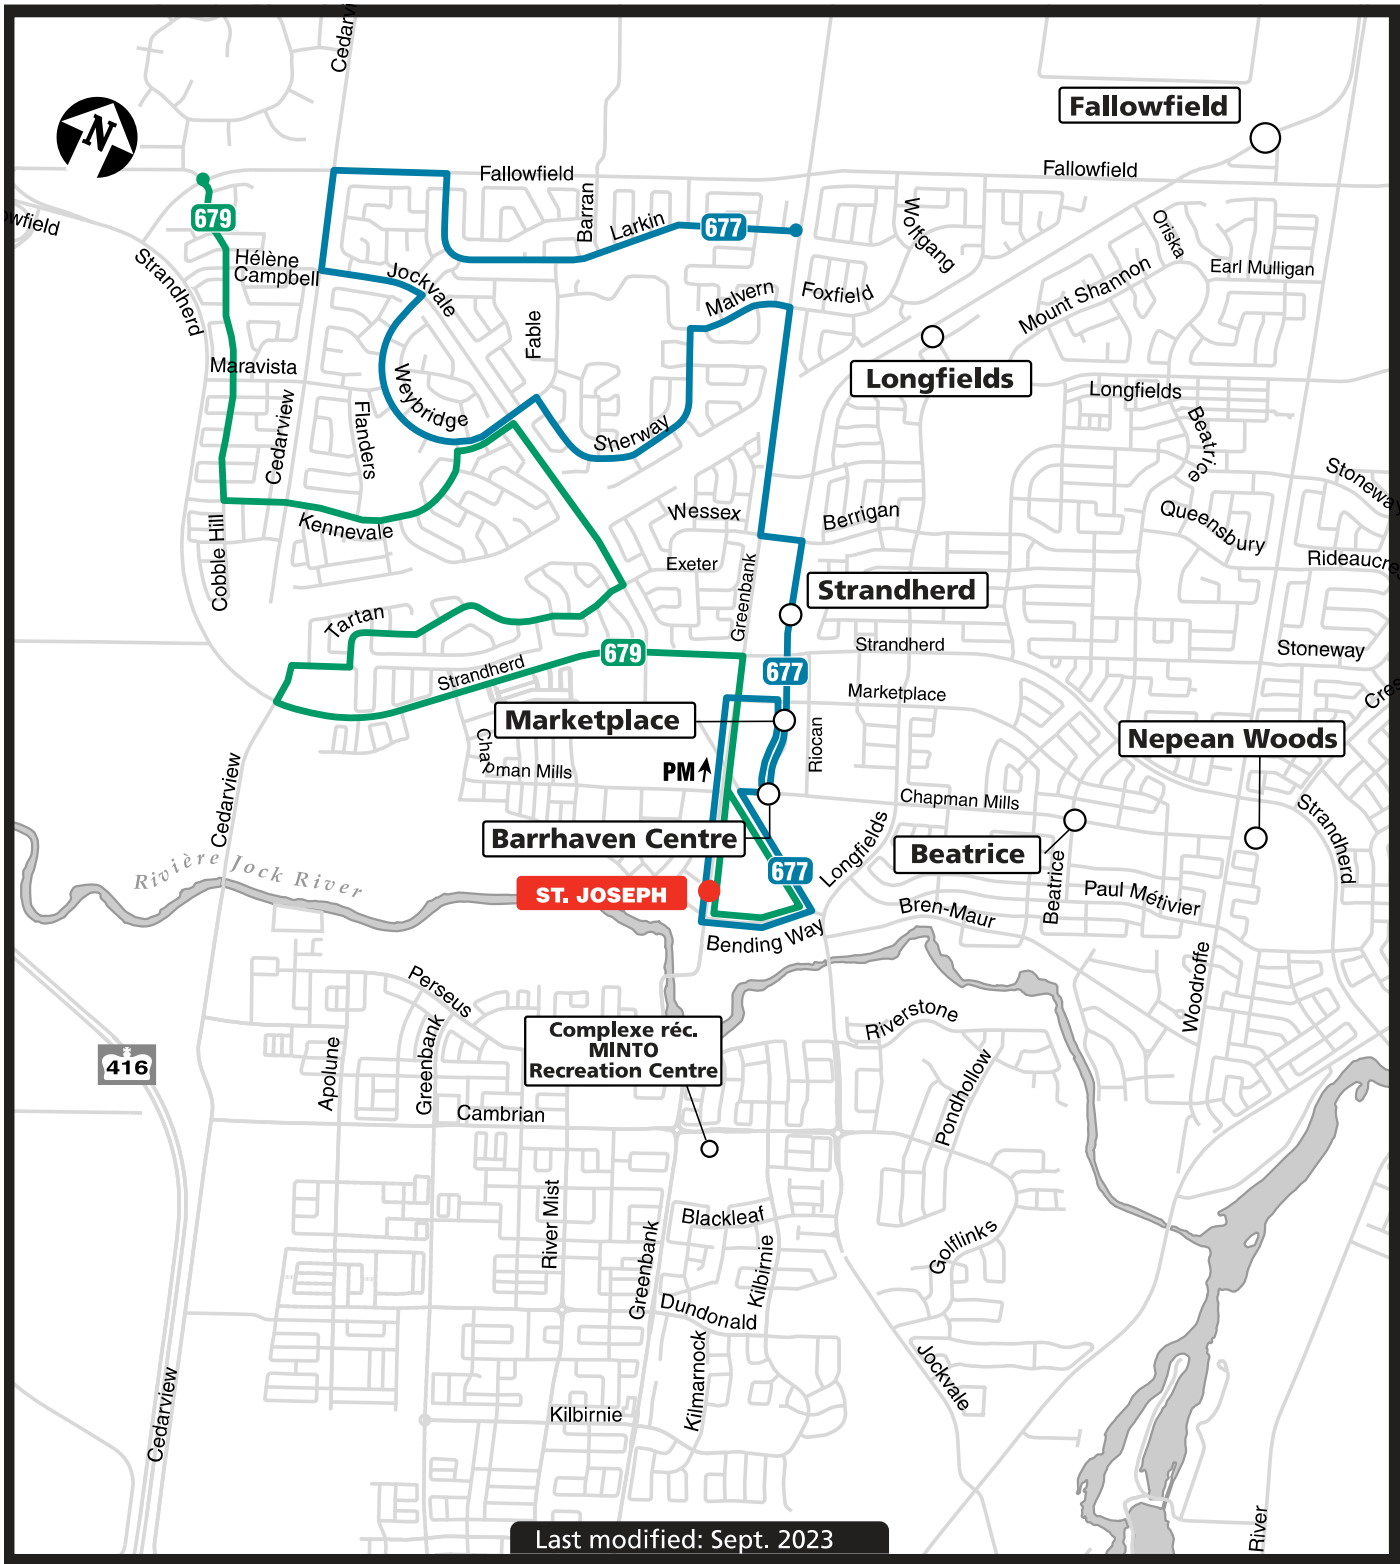 Cedarvi
Fallowfield
N
Fallowfield
Fallowfield
679
owfield
Barran
Larkin
677
Wolfgang
Oriska
Strandherd
Hélène
Campbell
Jockvale
Earl Mulligan
Mount Shannon
Malvern
Foxfield
Fable
Longfields
Maravista
Weybridge
Longfields
Cedarview
Flanders
Sherway
Beatrice
Stoneway
Kennevale
Wessex
Berrigan
Queensbury
Cobble Hill
Exeter
Greenbank
Rideaucre
Strandherd
Tartan
679
Strandherd
Stoneway
Strandherd
677
Marketplace
Cres
Marketplace
Riocan
Nepean Woods
Chapman Mills
PM
Chapman Mills
Cedarview
Strandherd
Barrhaven Centre
Longfields
Beatrice
Rivière Jock River
677
ST. JOSEPH
Beatrice
Paul Métivier
Bren-Maur
Bending Way
Woodroffe
Perseus
Greenbank
Riverstone
Complexe réc.
MINTO
Recreation Centre
416
Apolune
Pondhollow
Cambrian
River Mist
Greenbank
Blackleaf
Kilbirnie
Golflinks
Dundonald
Kilmarnock
Jockvale
Cedarview
Kilbirnie
River
Last modified: Sept. 2023